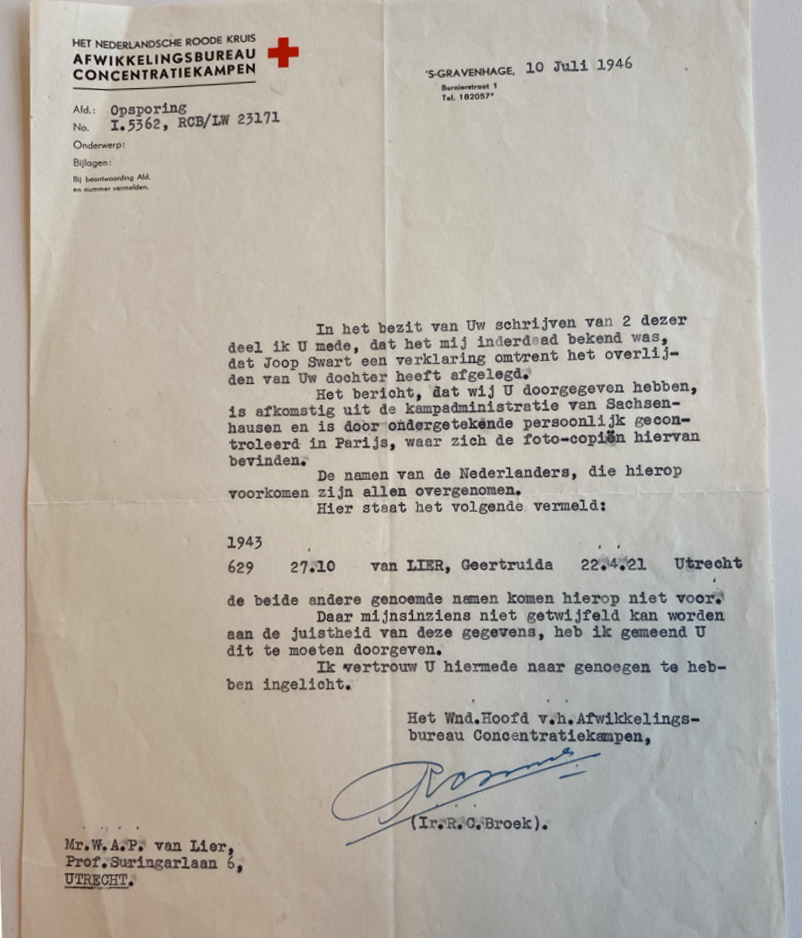 HET NEDERLANDSCHE ROODE KRUIS
AFWIKKELINGSBUREAU
CONCENTRATIEKAMPEN
'S-GRAVENHAGE, 10 Juli 1946
Burnierstraat 1
Tel. 182057*
Afd.: Opsporing
No. I.5362, RCB/LW 23171
Onderwerp:
Bijlagen:
Bij beantwoording Afd.
en nummer vermelden.
In het bezit van Uw schrijven van 2 dezer
deel ik U mede, dat het mij inderdaad bekend was,
dat Joop Swart een verklaring omtrent het overlij-
den van Uw dochter heeft afgelegd.
Het bericht, dat wij U doorgegeven hebben,
is afkomstig uit de kampadministratie van Sachsen-
hausen en is door ondergetekende persoonlijk gecon-
troleerd in Parijs, waar zich de foto-copiën hiervan
bevinden.
De namen van de Nederlanders, die hierop
voorkomen zijn allen overgenomen.
Hier staat het volgende vermeld:
1943
629 27.10 van LIER, Geertruida 22.4.21 Utrecht
de beide andere genoemde namen komen hierop niet voor.
Daar mijnsinziens niet getwijfeld kan worden
aan de juistheid van deze gegevens, heb ik gemeend U
dit te moeten doorgeven.
Ik vertrouw U hiermede naar genoegen te heb-
ben ingelicht.
Het Wnd.Hoofd v.h.Afwikkelings-
bureau Concentratiekampen,
(Ir.R.C.Broek).
Mr.W.A.P. van Lier,
Prof.Suringarlaan 6,
UTRECHT.